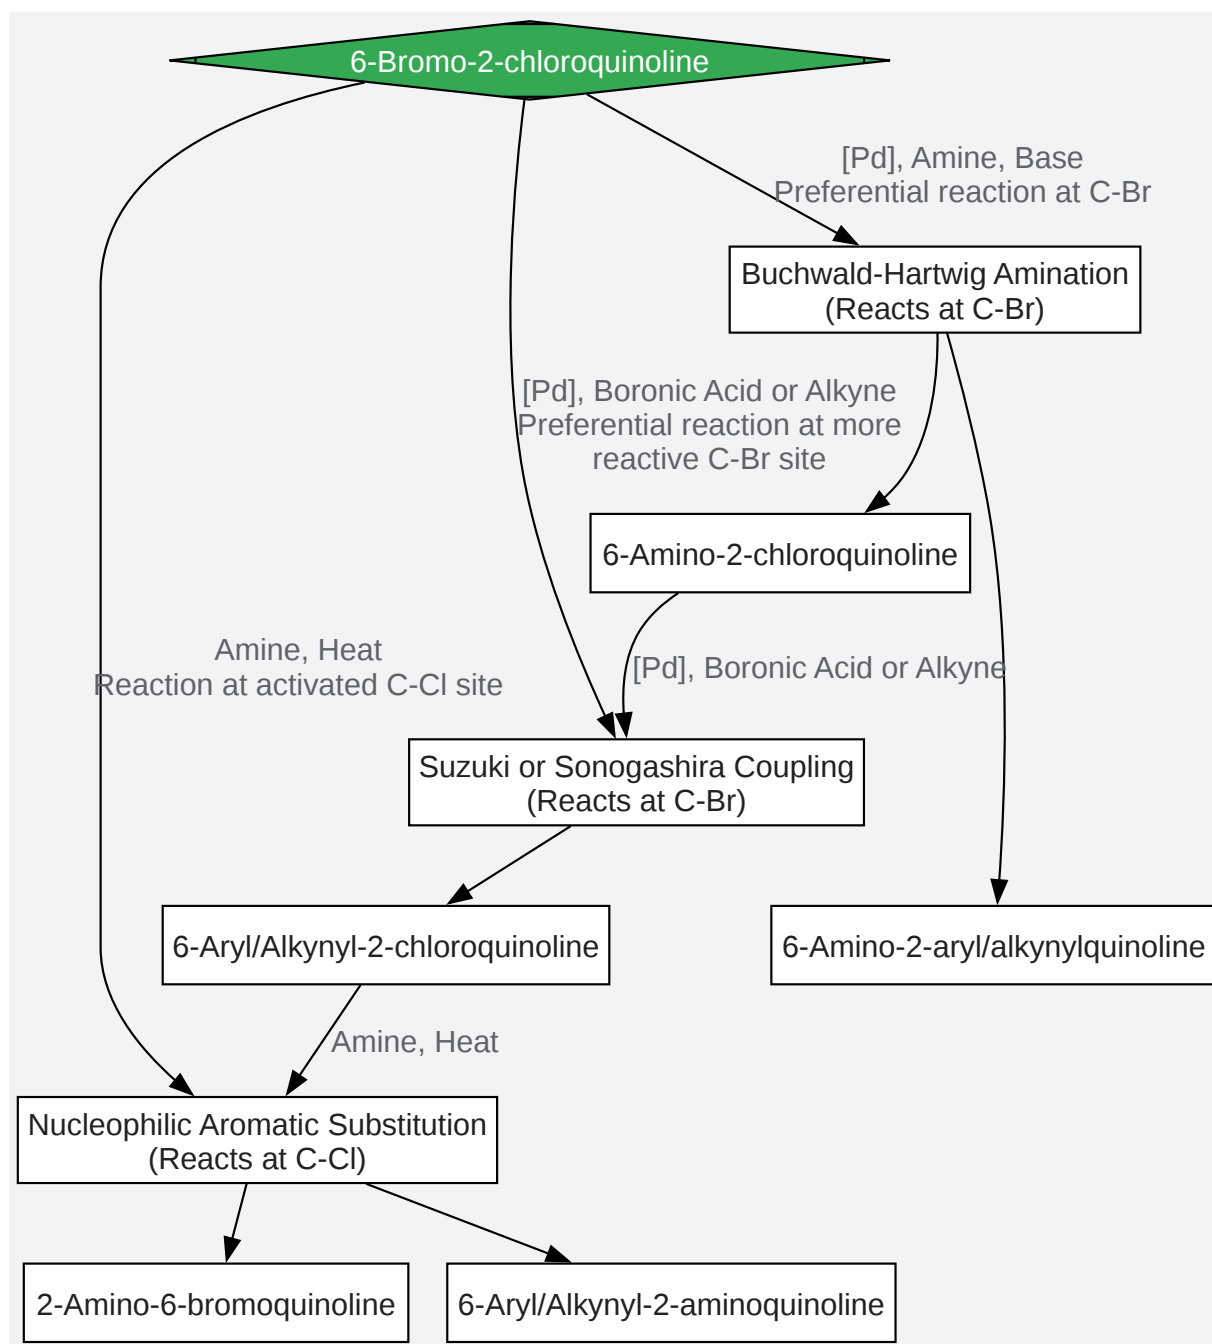 6-Bromo-2-chloroquinoline
[Pd], Amine, Base
Preferential reaction at C-Br
Buchwald-Hartwig Amination
(Reacts at C-Br)
[Pd], Boronic Acid or Alkyne
Preferential reaction at more
reactive C-Br site
6-Amino-2-chloroquinoline
Amine, Heat
Reaction at activated C-Cl site
[Pd], Boronic Acid or Alkyne
Suzuki or Sonogashira Coupling
(Reacts at C-Br)
6-Aryl/Alkynyl-2-chloroquinoline
6-Amino-2-aryl/alkynylquinoline
Amine, Heat
Nucleophilic Aromatic Substitution
(Reacts at C-Cl)
2-Amino-6-bromoquinoline
6-Aryl/Alkynyl-2-aminoquinoline